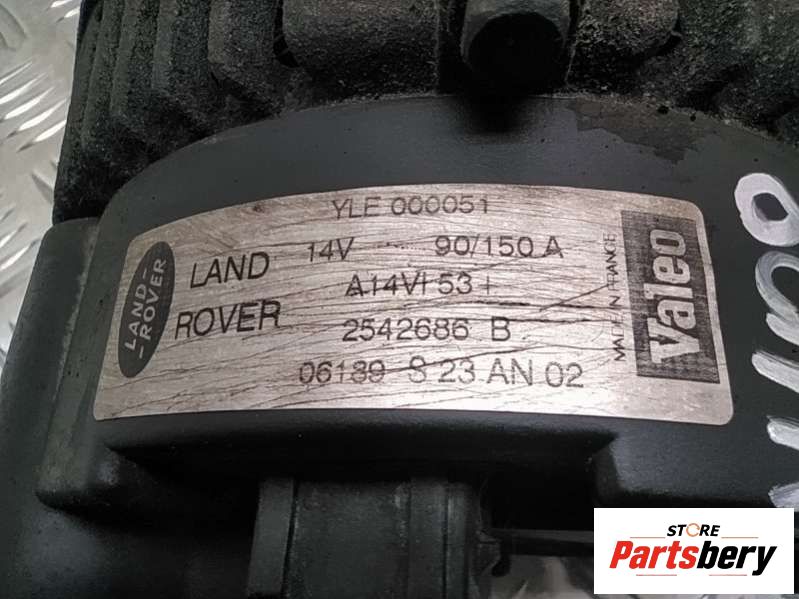 YLE 000051
LAND ROVER
LAND
ROVER
14V 90/150 A
A14VI 53
2542686 B
06139 S 23 AN 02
MADE IN FRANCE
Valeo
STORE
Partsbery